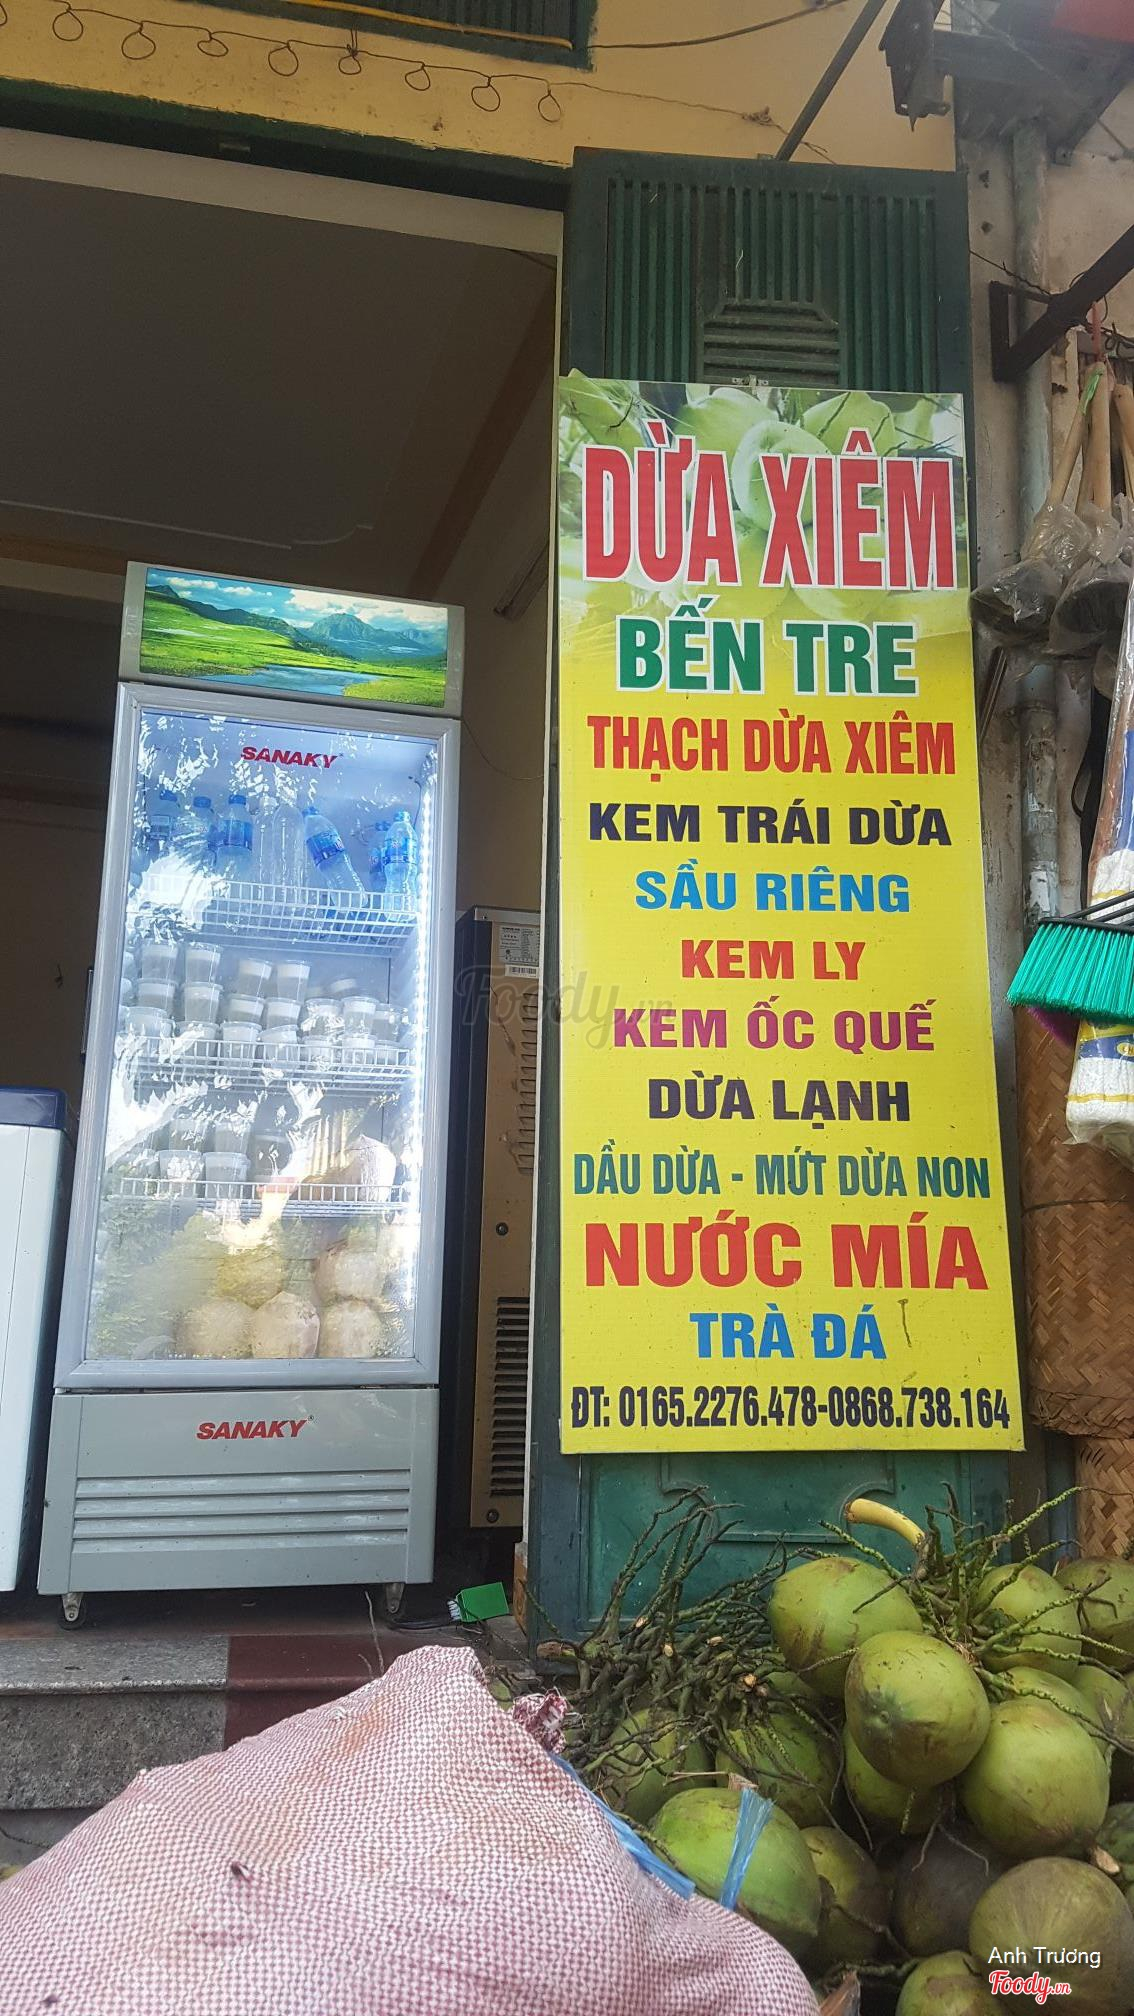 DỪA XIÊM
BẾN TRE
THẠCH DỪA XIÊM
KEM TRÁI DỪA
SẦU RIÊNG
KEM LY
KEM ỐC QUẾ
DỪA LẠNH
DẦU DỪA - MỨT DỪA NON
NƯỚC MÍA
TRÀ ĐÁ
ĐT: 0165.2276.478-0868.738.164
SANAKY
SANAKY
Foody.vn
Anh Trương
Foody.vn